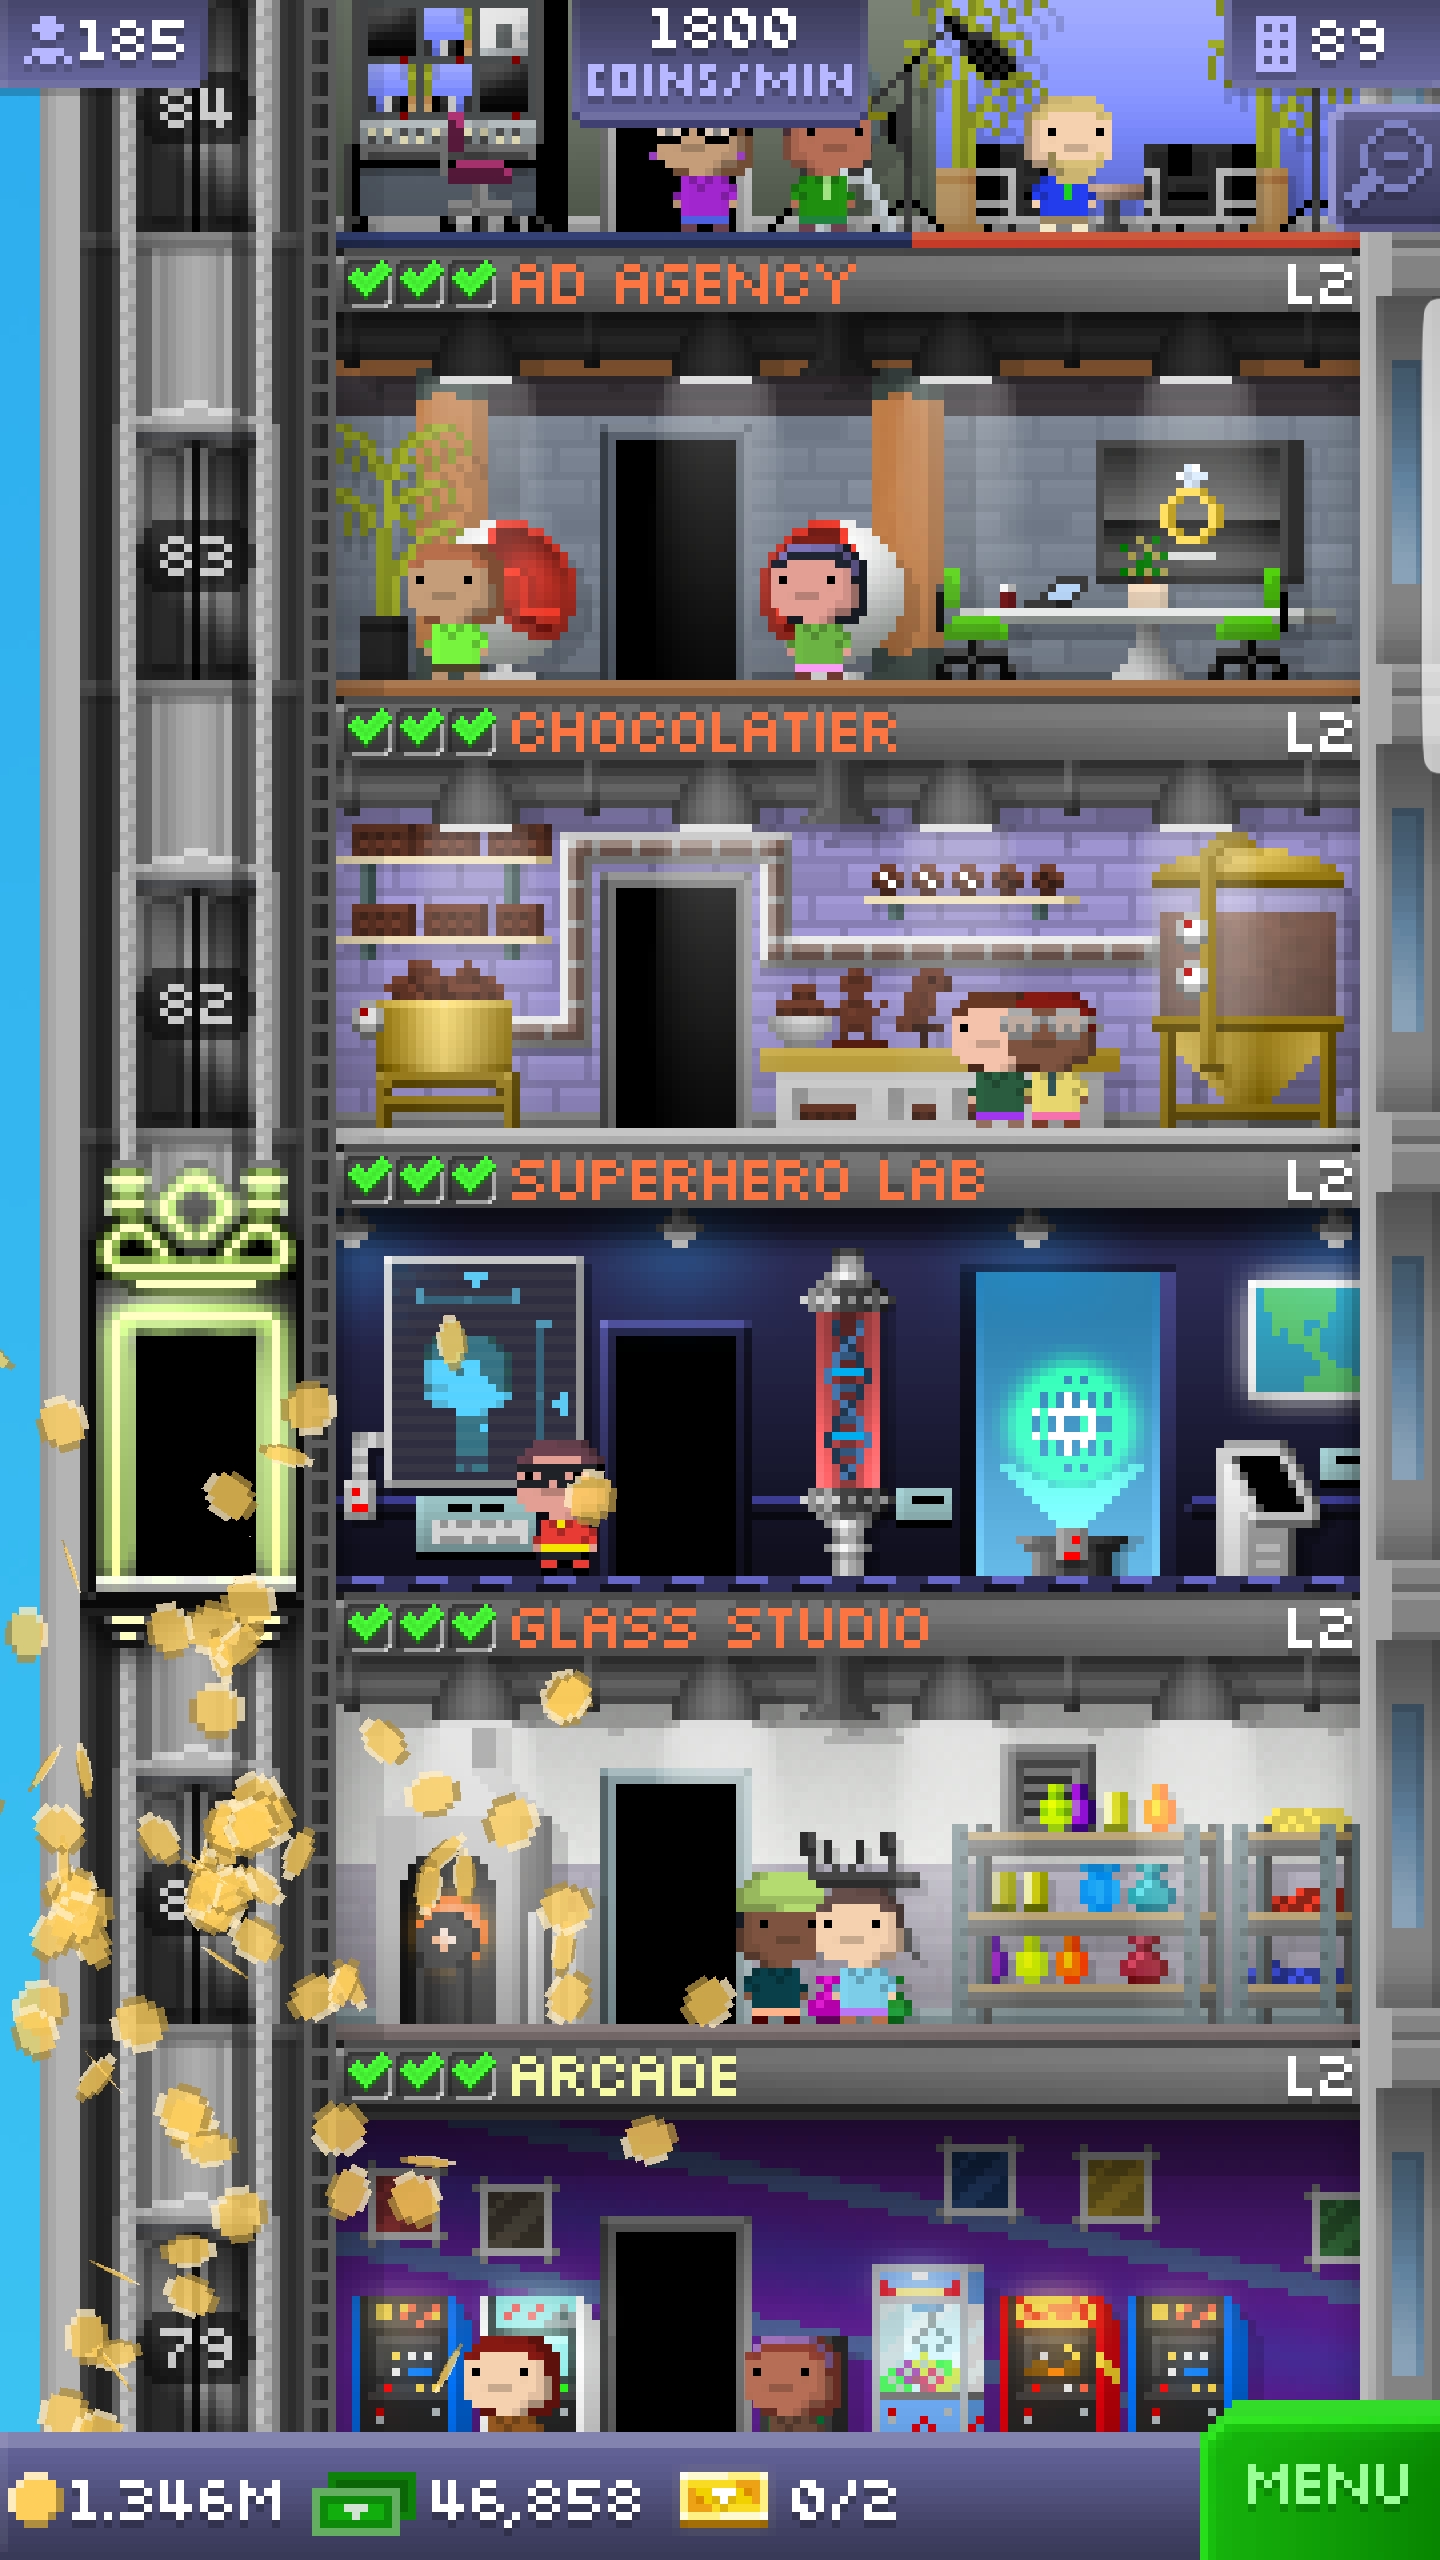 185
1800
COINS/MIN
89
84
AD AGENCY L2
83
CHOCOLATIER L2
82
SUPERHERO LAB L2
GLASS STUDIO L2
8
ARCADE L2
79
1.346M 46,858 0/2 MENU